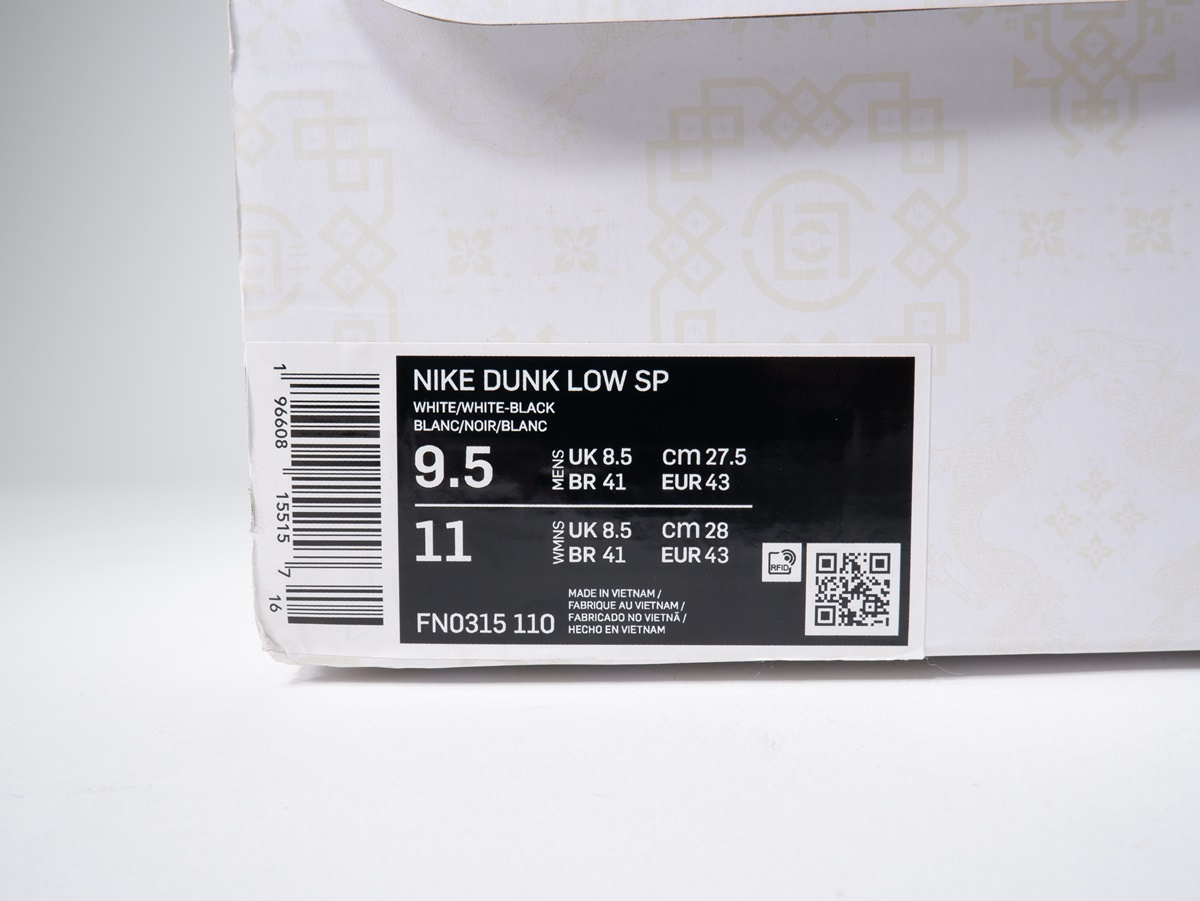 NIKE DUNK LOW SP
WHITE/WHITE-BLACK
BLANC/NOIR/BLANC
9.5 MENS UK 8.5 cm 27.5
BR 41 EUR 43
11 WMNS UK 8.5 cm 28
BR 41 EUR 43
RFID
FN0315 110
MADE IN VIETNAM /
FABRIQUE AU VIETNAM /
FABRICADO NO VIETNÃ /
HECHO EN VIETNAM
1 96608 15515 7 16